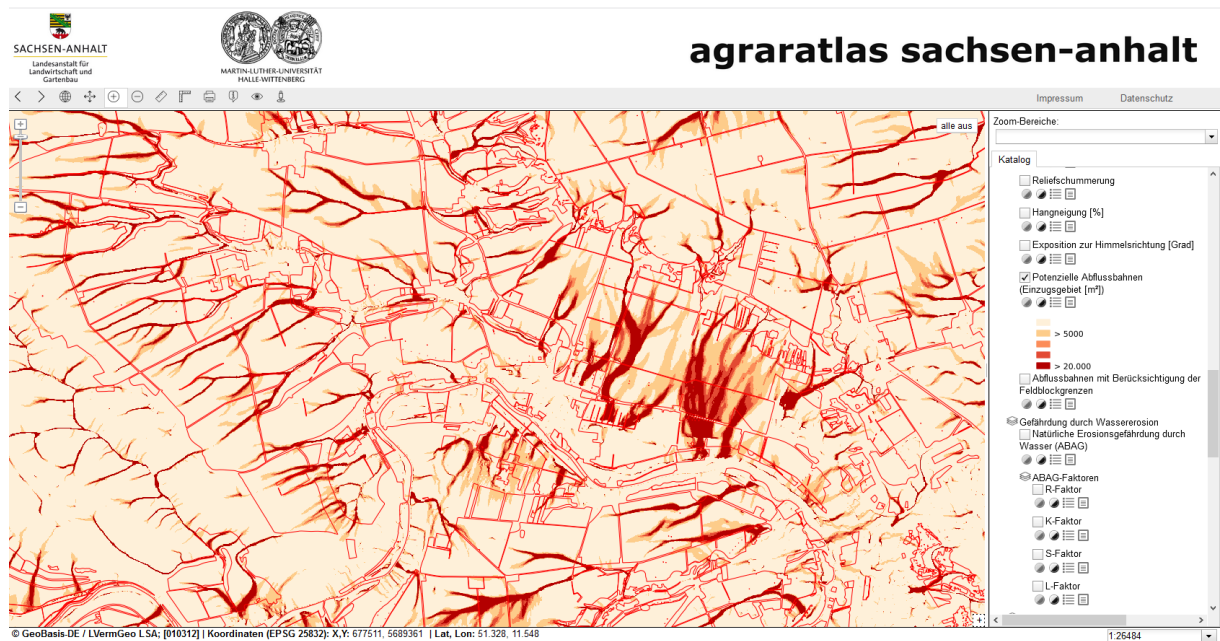 SACHSEN-ANHALT
Landesanstalt für
Landwirtschaft und
Gartenbau
MARTIN-LUTHER-UNIVERSITÄT
HALLE-WITTENBERG
agraratlas sachsen-anhalt
Impressum
Datenschutz
alle aus
Zoom-Bereiche:
Katalog
Reliefschummerung
Hangneigung [%]
Exposition zur Himmelsrichtung [Grad]
Potenzielle Abflussbahnen
(Einzugsgebiet [m²])
> 5000
> 20.000
Abflussbahnen mit Berücksichtigung der
Feldblockgrenzen
Gefährdung durch Wassererosion
Natürliche Erosionsgefährdung durch
Wasser (ABAG)
ABAG-Faktoren
R-Faktor
K-Faktor
S-Faktor
L-Faktor
© GeoBasis-DE / LVermGeo LSA; [010312] | Koordinaten (EPSG 25832): X,Y: 677511, 5689361 | Lat, Lon: 51.328, 11.548
1:26484